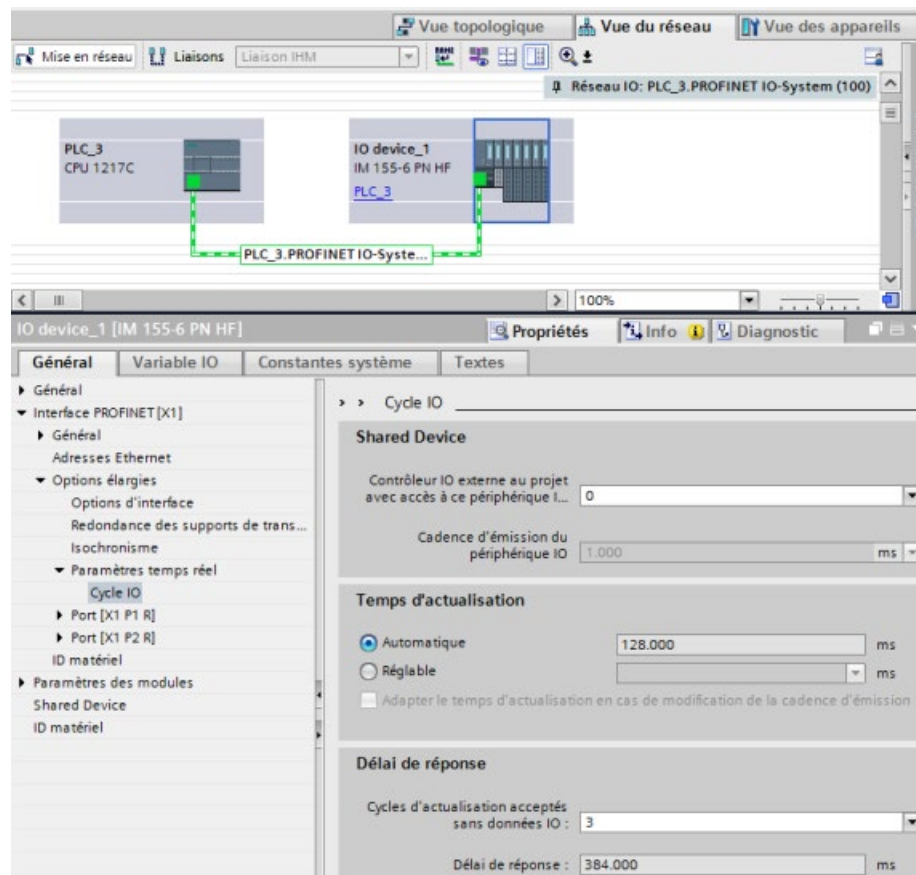 Vue topologique
Vue du réseau
Vue des appareils
Mise en réseau
Liaisons
Liaison IHM
Réseau IO: PLC_3.PROFINET IO-System (100)
PLC_3
CPU 1217C
IO device_1
IM 155-6 PN HF
PLC_3
PLC_3.PROFINET IO-Syste...
100%
IO device_1 [IM 155-6 PN HF]
Propriétés
Info
Diagnostic
Général
Variable IO
Constantes système
Textes
Général
Interface PROFINET [X1]
Général
Adresses Ethernet
Options élargies
Options d'interface
Redondance des supports de trans...
Isochronisme
Paramètres temps réel
Cycle IO
Port [X1 P1 R]
Port [X1 P2 R]
ID matériel
Paramètres des modules
Shared Device
ID matériel
> > Cycle IO
Shared Device
Contrôleur IO externe au projet
avec accès à ce périphérique I... 0
Cadence d'émission du
périphérique IO 1.000 ms
Temps d'actualisation
Automatique 128.000 ms
Réglable ms
Adapter le temps d'actualisation en cas de modification de la cadence d'émission
Délai de réponse
Cycles d'actualisation acceptés
sans données IO : 3
Délai de réponse : 384.000 ms